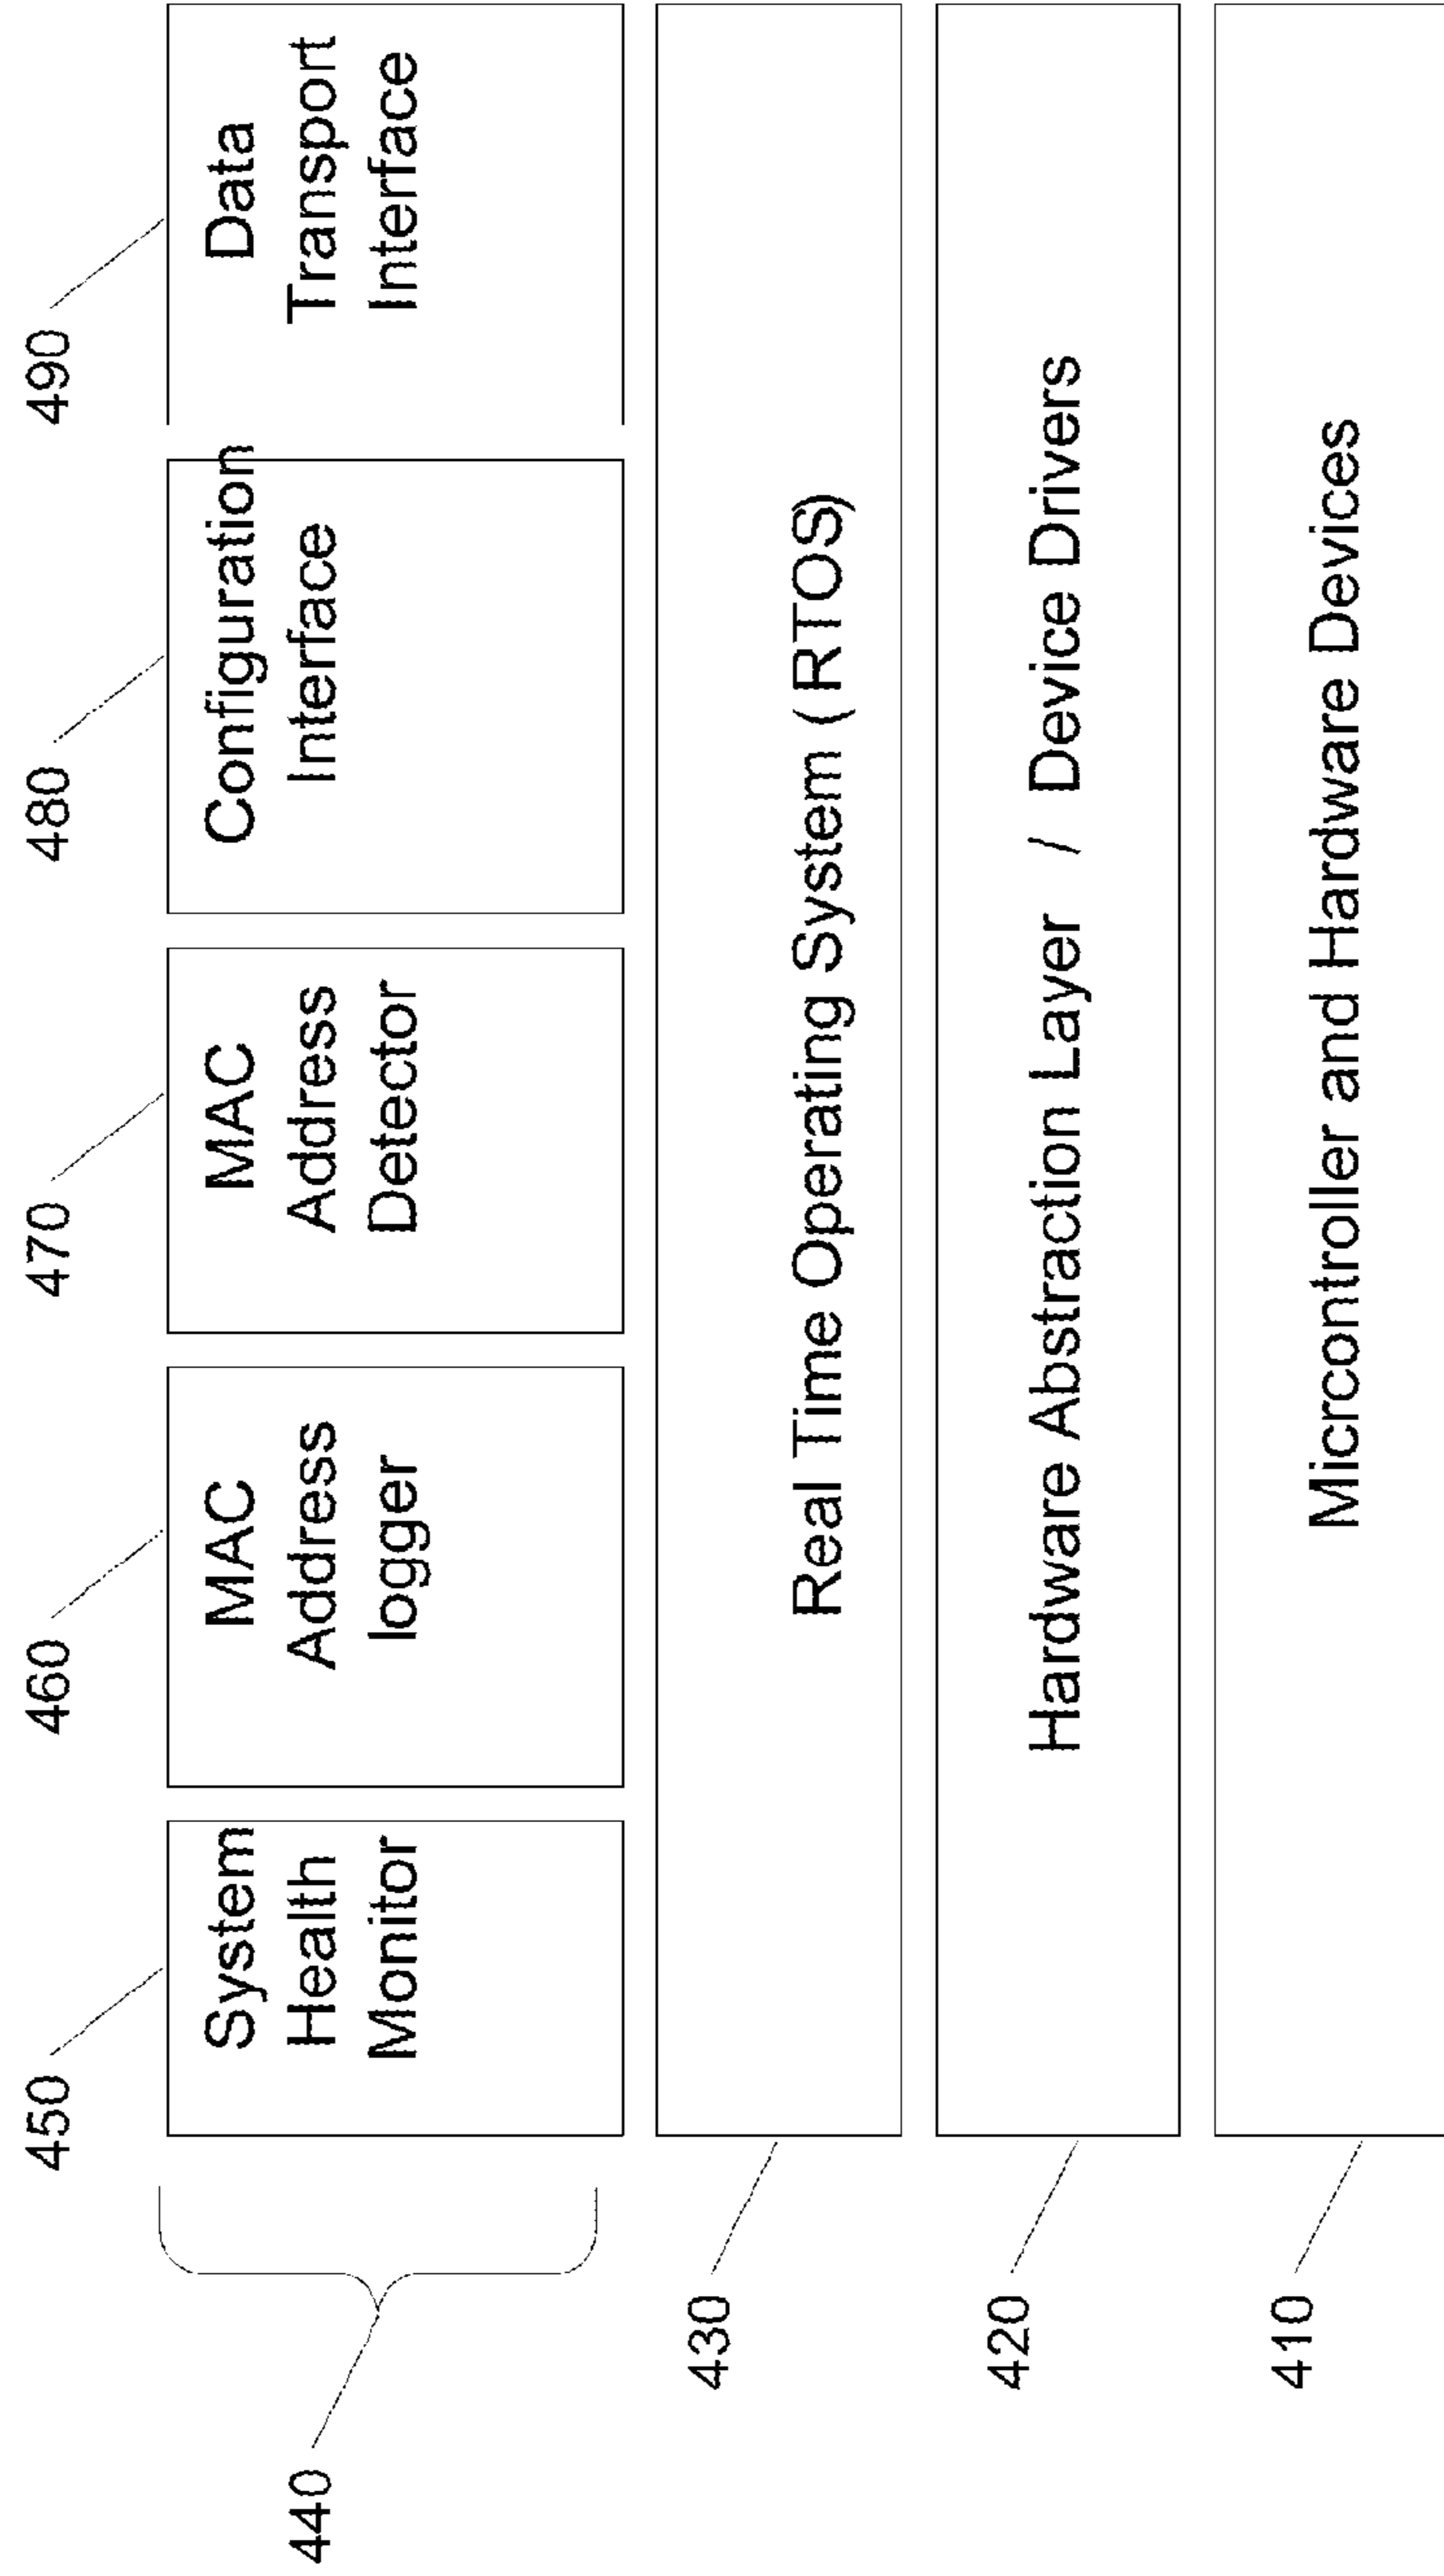 450
460
470
480
490
System
Health
Monitor
MAC
Address
logger
MAC
Address
Detector
Configuration
Interface
Data
Transport
Interface
440
Real Time Operating System (RTOS)
430
Hardware Abstraction Layer / Device Drivers
420
Microcontroller and Hardware Devices
410